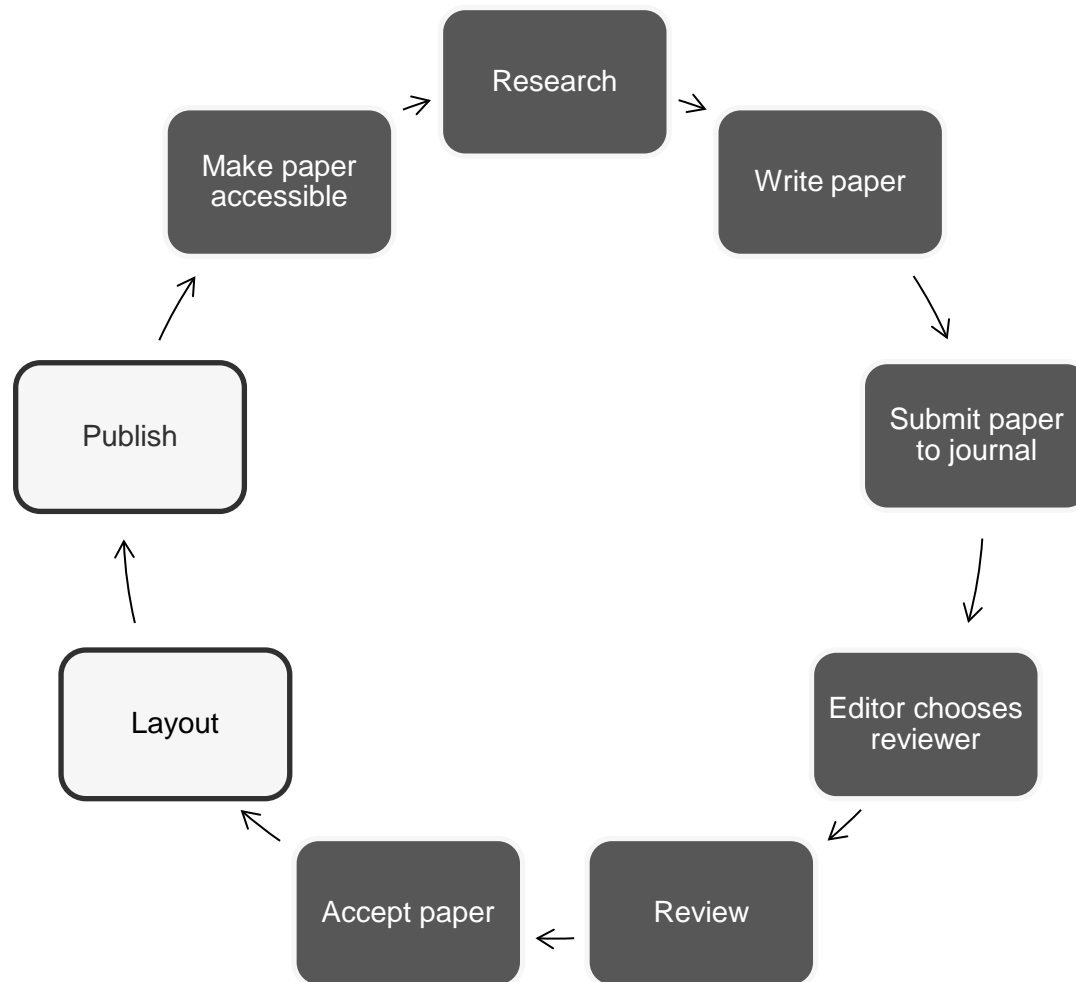 Research
Write paper
Submit paper
to journal
Editor chooses
reviewer
Review
Accept paper
Layout
Publish
Make paper
accessible